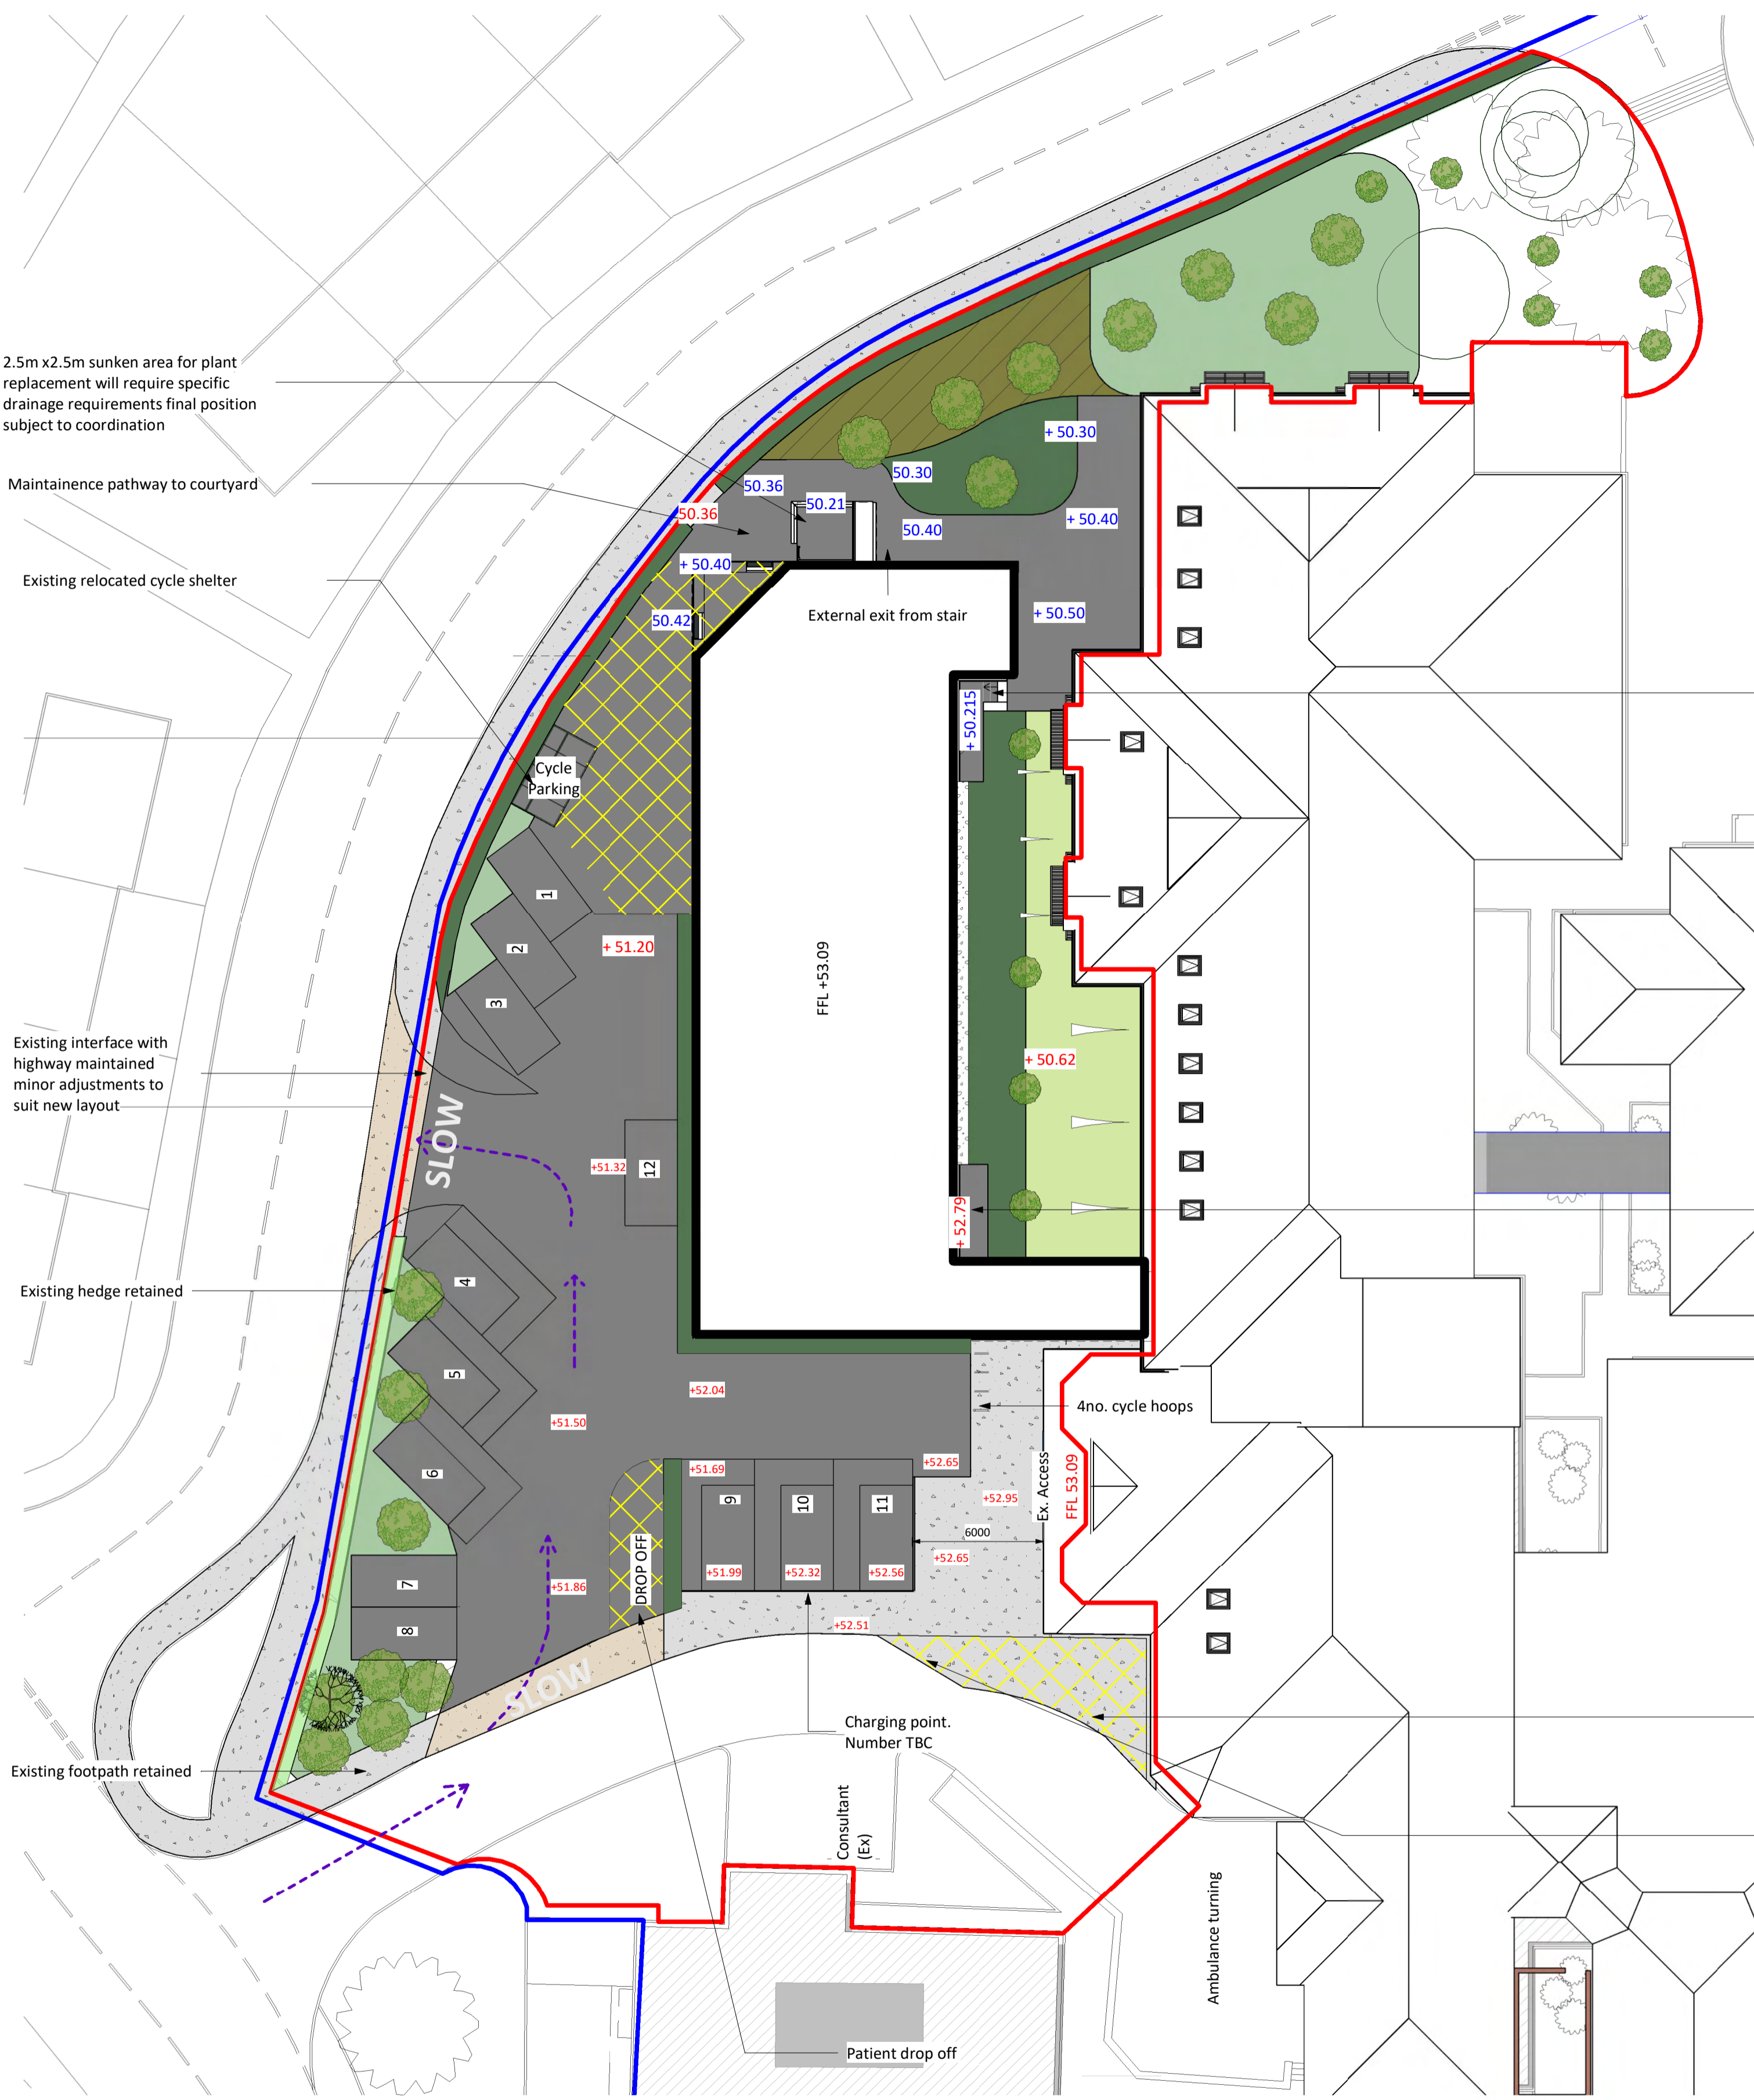 2.5m x2.5m sunken area for plant
replacement will require specific
drainage requirements final position
subject to coordination
+ 50.30
50.30
50.36
Maintainence pathway to courtyard
50.21
50.36
50.40
+ 50.40
+ 50.40
Existing relocated cycle shelter
External exit from stair
+ 50.50
50.42
+ 50.215
Cycle
Parking
1
2
3
+ 51.20
FFL +53.09
Existing interface with
highway maintained
minor adjustments to
suit new layout
+ 50.62
SLOW
+51.32
12
+ 52.79
Existing hedge retained
4
5
6
+52.04
+51.50
4no. cycle hoops
+51.69
+52.65
9
10
11
+52.95
Ex. Access
FFL 53.09
6000
+52.65
DROP OFF
+51.99
+52.32
+52.56
7
8
+51.86
+52.51
SLOW
Charging point.
Number TBC
Existing footpath retained
Consultant
(Ex)
Ambulance turning
Patient drop off